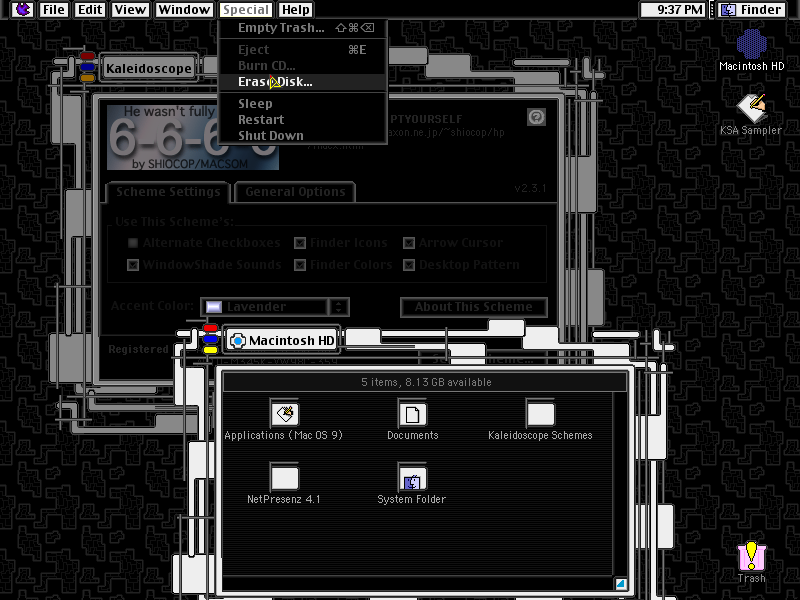 File Edit View Window Special Help 9:37 PM Finder
Empty Trash... ⇧⌘⌫
Eject ⌘E
Burn CD...
Erase Disk...
Sleep
Restart
Shut Down
Macintosh HD
KSA Sampler
Kaleidoscope
He wasn't fully
6-6-6-6
by SHIOCOP/MACSOM
PTYOURSELF
axon.ne.jp/~shiocop/hp
?
Scheme Settings General Options v2.3.1
Use This Scheme's:
Alternate Checkboxes Finder Icons Arrow Cursor
WindowShade Sounds Finder Colors Desktop Pattern
Accent Color: Lavender About This Scheme
Registered
Macintosh HD
5 items, 8.13 GB available
Applications (Mac OS 9) Documents Kaleidoscope Schemes
NetPresenz 4.1 System Folder
Trash